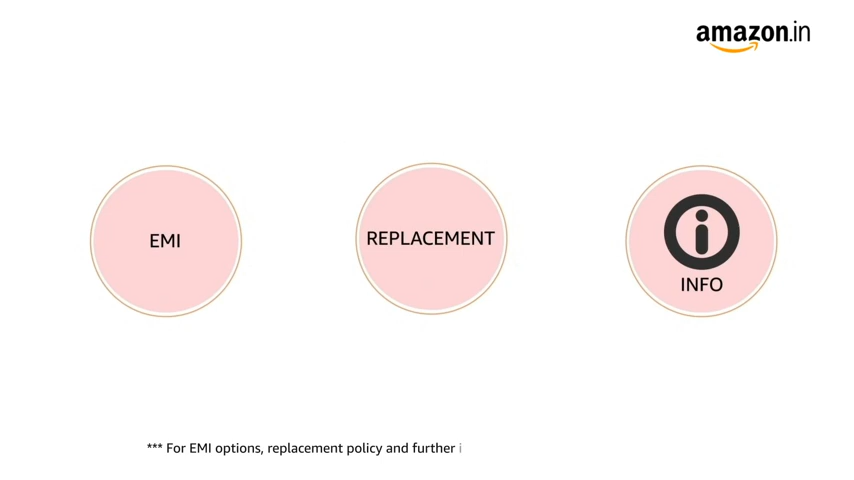 amazon.in
EMI
REPLACEMENT
INFO
*** For EMI options, replacement policy and further i